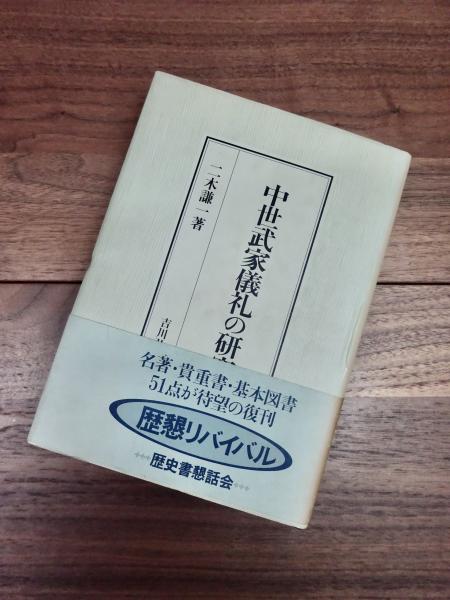 中世武家儀礼の研
二木謙一著
吉川
名著・貴重書・基本図書
51点が待望の復刊
歴懇リバイバル
歴史書懇話会